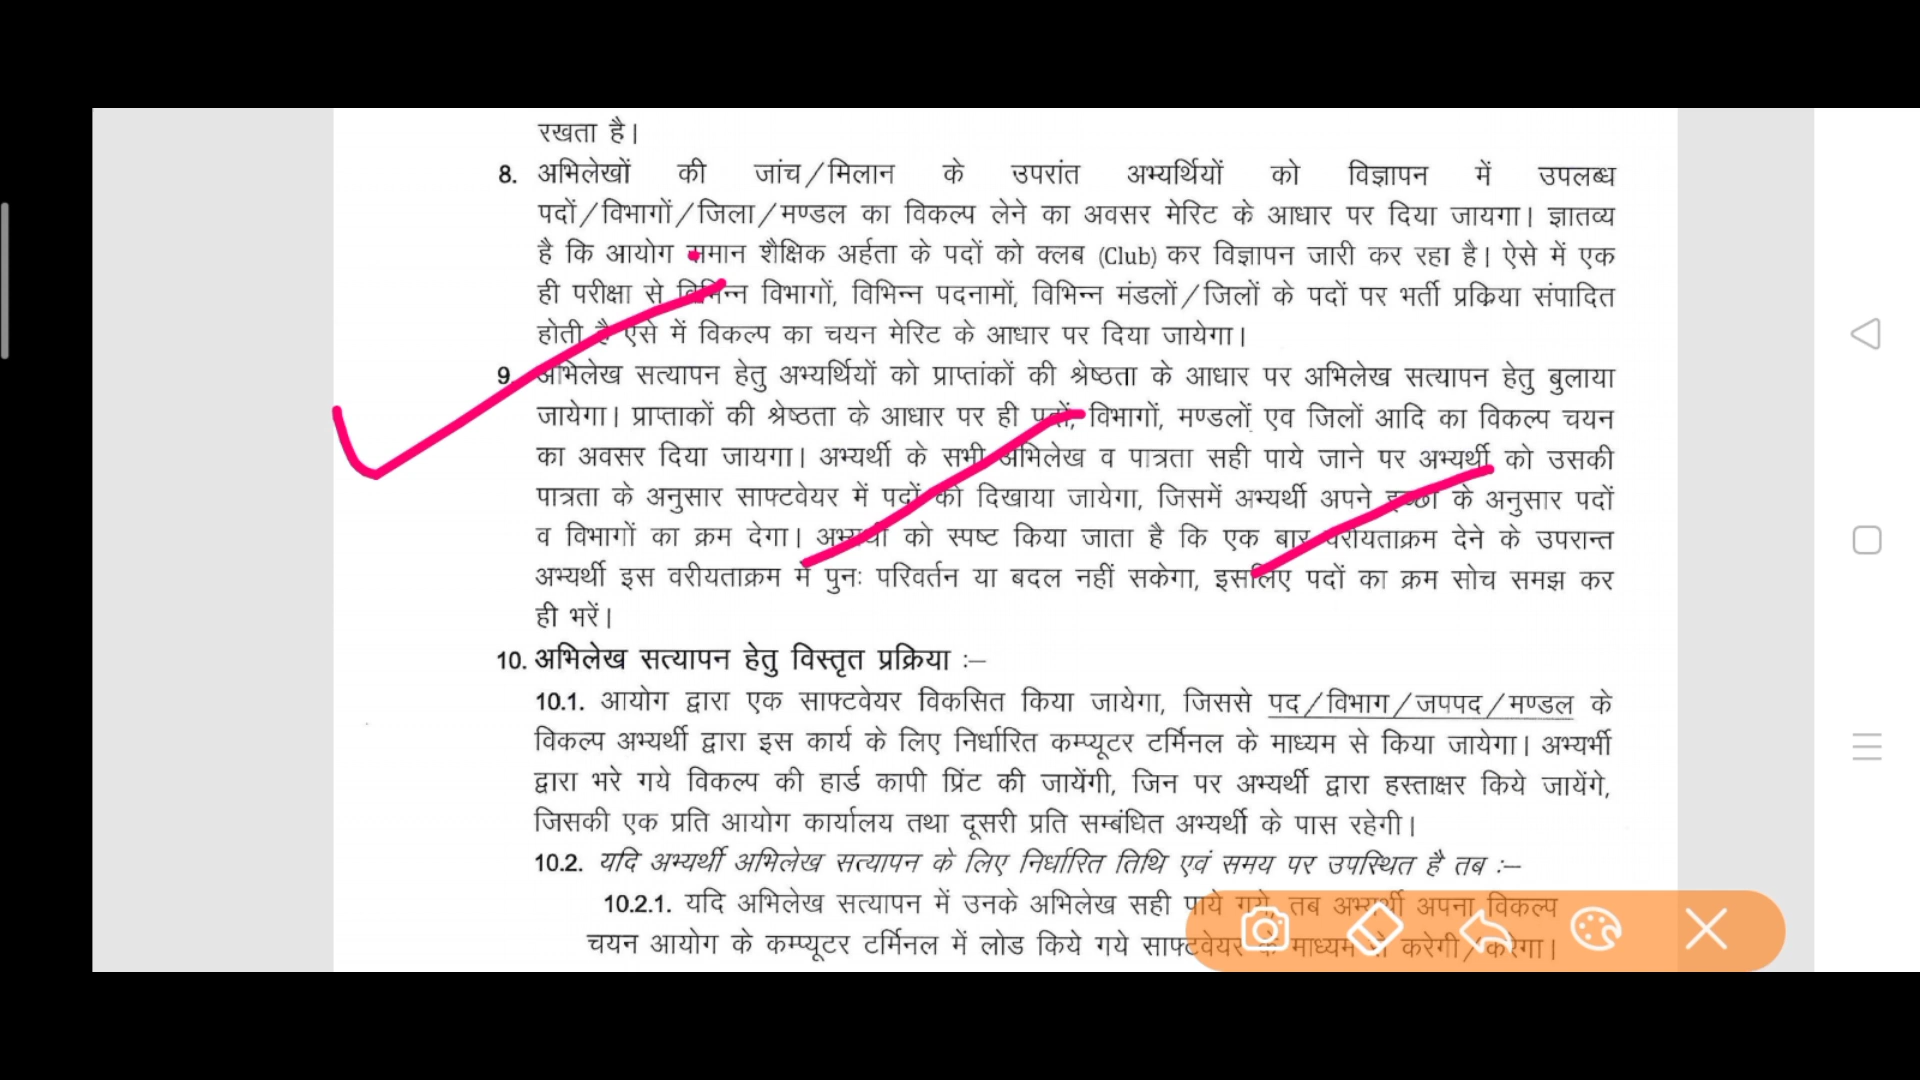 रखता है।
8. अभिलेखों की जांच/मिलान के उपरांत अभ्यर्थियों को विज्ञापन में उपलब्ध
पदों/विभागों/जिला/मण्डल का विकल्प लेने का अवसर मेरिट के आधार पर दिया जायगा। ज्ञातव्य
है कि आयोग समान शैक्षिक अर्हता के पदों को क्लब (Club) कर विज्ञापन जारी कर रहा है। ऐसे में एक
ही परीक्षा से विभिन्न विभागों, विभिन्न पदनामों, विभिन्न मंडलों/जिलों के पदों पर भर्ती प्रकिया संपादित
होती है ऐसे में विकल्प का चयन मेरिट के आधार पर दिया जायेगा।
9. अभिलेख सत्यापन हेतु अभ्यर्थियों को प्राप्तांकों की श्रेष्ठता के आधार पर अभिलेख सत्यापन हेतु बुलाया
जायेगा। प्राप्ताकों की श्रेष्ठता के आधार पर ही पदों, विभागों, मण्डलों एव जिलों आदि का विकल्प चयन
का अवसर दिया जायगा। अभ्यर्थी के सभी अभिलेख व पात्रता सही पाये जाने पर अभ्यर्थी को उसकी
पात्रता के अनुसार साफ्टवेयर में पदों को दिखाया जायेगा, जिसमें अभ्यर्थी अपने इच्छा के अनुसार पदों
व विभागों का क्रम देगा। अभ्यर्थी को स्पष्ट किया जाता है कि एक बार वरीयताक्रम देने के उपरान्त
अभ्यर्थी इस वरीयताक्रम में पुनः परिवर्तन या बदल नहीं सकेगा, इसलिए पदों का क्रम सोच समझ कर
ही भरें।
10. अभिलेख सत्यापन हेतु विस्तृत प्रक्रिया :–
10.1. आयोग द्वारा एक साफ्टवेयर विकसित किया जायेगा, जिससे पद/विभाग/जपपद/मण्डल के
विकल्प अभ्यर्थी द्वारा इस कार्य के लिए निर्धारित कम्प्यूटर टर्मिनल के माध्यम से किया जायेगा। अभ्यर्मी
द्वारा भरे गये विकल्प की हार्ड कापी प्रिंट की जायेंगी, जिन पर अभ्यर्थी द्वारा हस्ताक्षर किये जायेंगे,
जिसकी एक प्रति आयोग कार्यालय तथा दूसरी प्रति सम्बंधित अभ्यर्थी के पास रहेगी।
10.2. यदि अभ्यर्थी अभिलेख सत्यापन के लिए निर्धारित तिथि एवं समय पर उपस्थित है तब :–
10.2.1. यदि अभिलेख सत्यापन में उनके अभिलेख सही पाये गये, तब अभ्यर्थी अपना विकल्प
चयन आयोग के कम्प्यूटर टर्मिनल में लोड किये गये साफ्टवेयर के माध्यम से करेगी/करेगा।